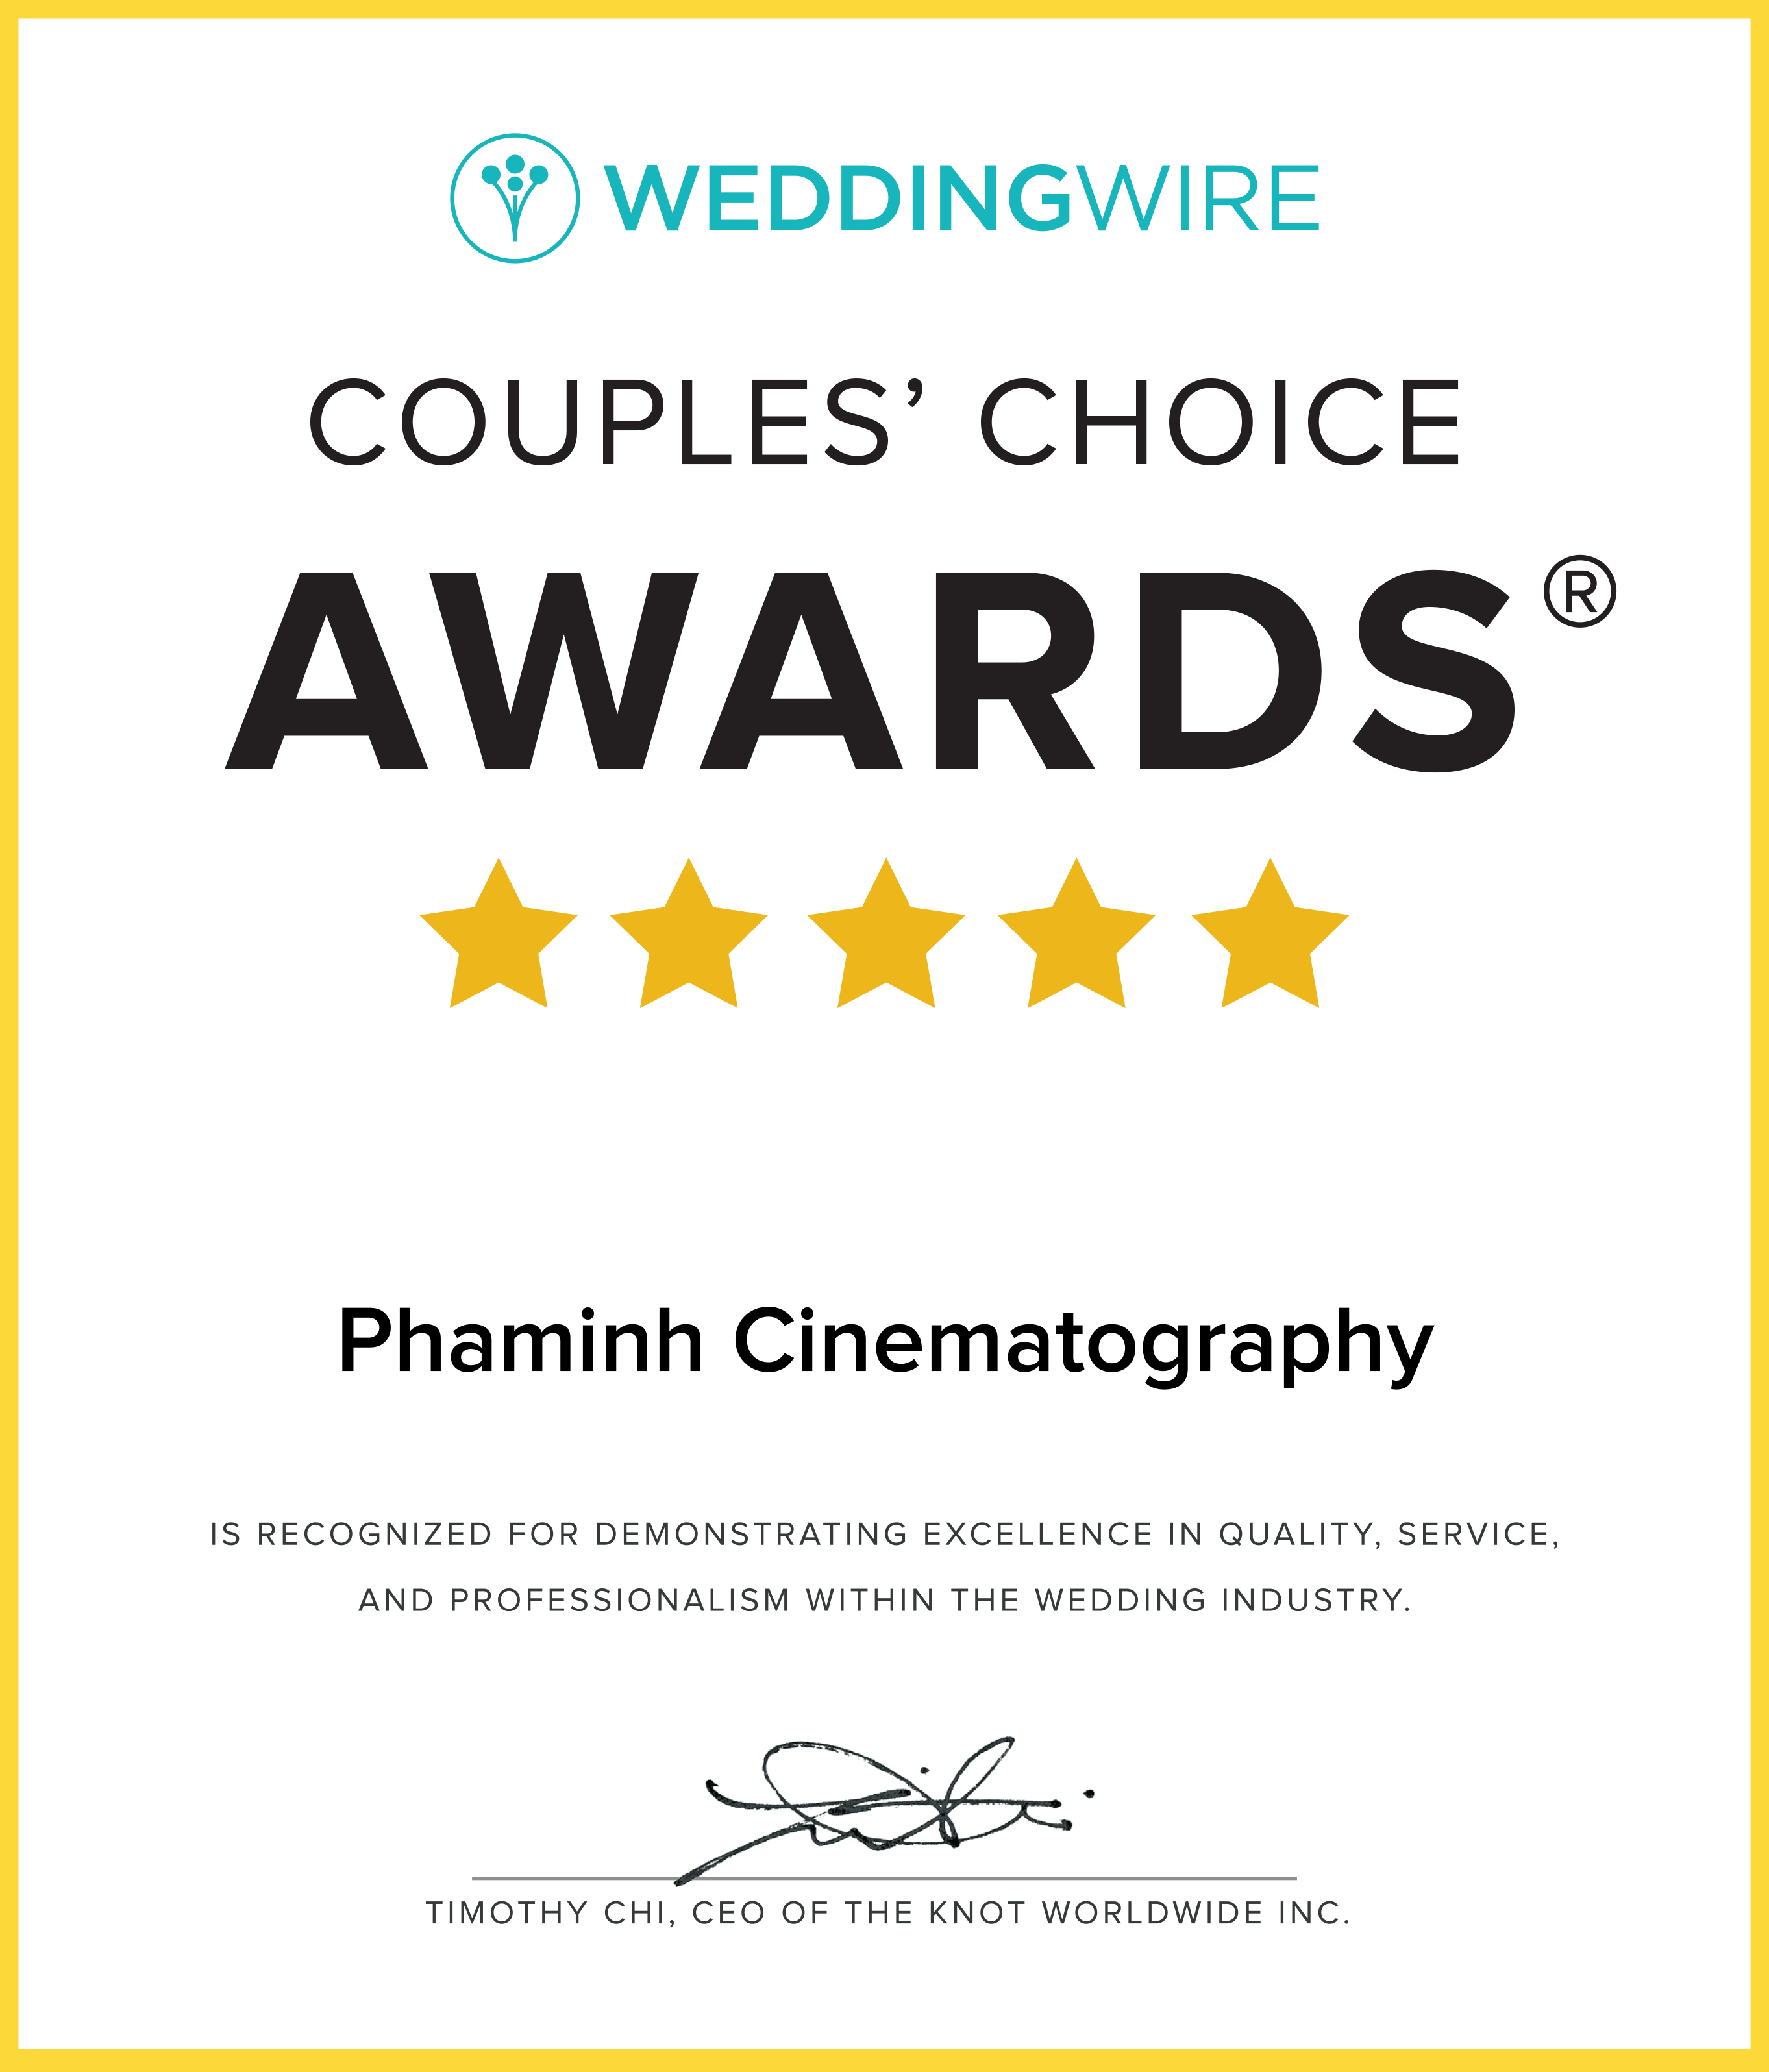 WEDDINGWIRE
COUPLES’ CHOICE
AWARDS®
Phaminh Cinematography
IS RECOGNIZED FOR DEMONSTRATING EXCELLENCE IN QUALITY, SERVICE,
AND PROFESSIONALISM WITHIN THE WEDDING INDUSTRY.
TIMOTHY CHI, CEO OF THE KNOT WORLDWIDE INC.